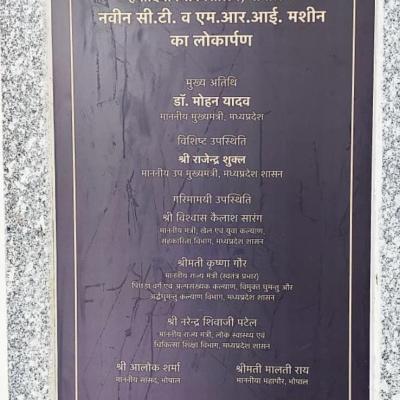 नवीन सी.टी. व एम.आर.आई. मशीन
का लोकार्पण
मुख्य अतिथि
डॉ. मोहन यादव
माननीय मुख्यमंत्री, मध्यप्रदेश
विशिष्ट उपस्थिति
श्री राजेन्द्र शुक्ल
माननीय उप मुख्यमंत्री, मध्यप्रदेश शासन
गरिमामयी उपस्थिति
श्री विश्वास कैलाश सारंग
माननीय मंत्री, खेल एवं युवा कल्याण,
सहकारिता विभाग, मध्यप्रदेश शासन
श्रीमती कृष्णा गौर
माननीय राज्य मंत्री (स्वतंत्र प्रभार)
पिछड़ा वर्ग एवं अल्पसंख्यक कल्याण, विमुक्त घुमन्तु और
अर्द्धघुमन्तु कल्याण विभाग, मध्यप्रदेश शासन
श्री नरेन्द्र शिवाजी पटेल
माननीय राज्य मंत्री, लोक स्वास्थ्य एवं
चिकित्सा शिक्षा विभाग, मध्यप्रदेश शासन
श्री आलोक शर्मा
माननीय सांसद, भोपाल
श्रीमती मालती राय
माननीया महापौर, भोपाल